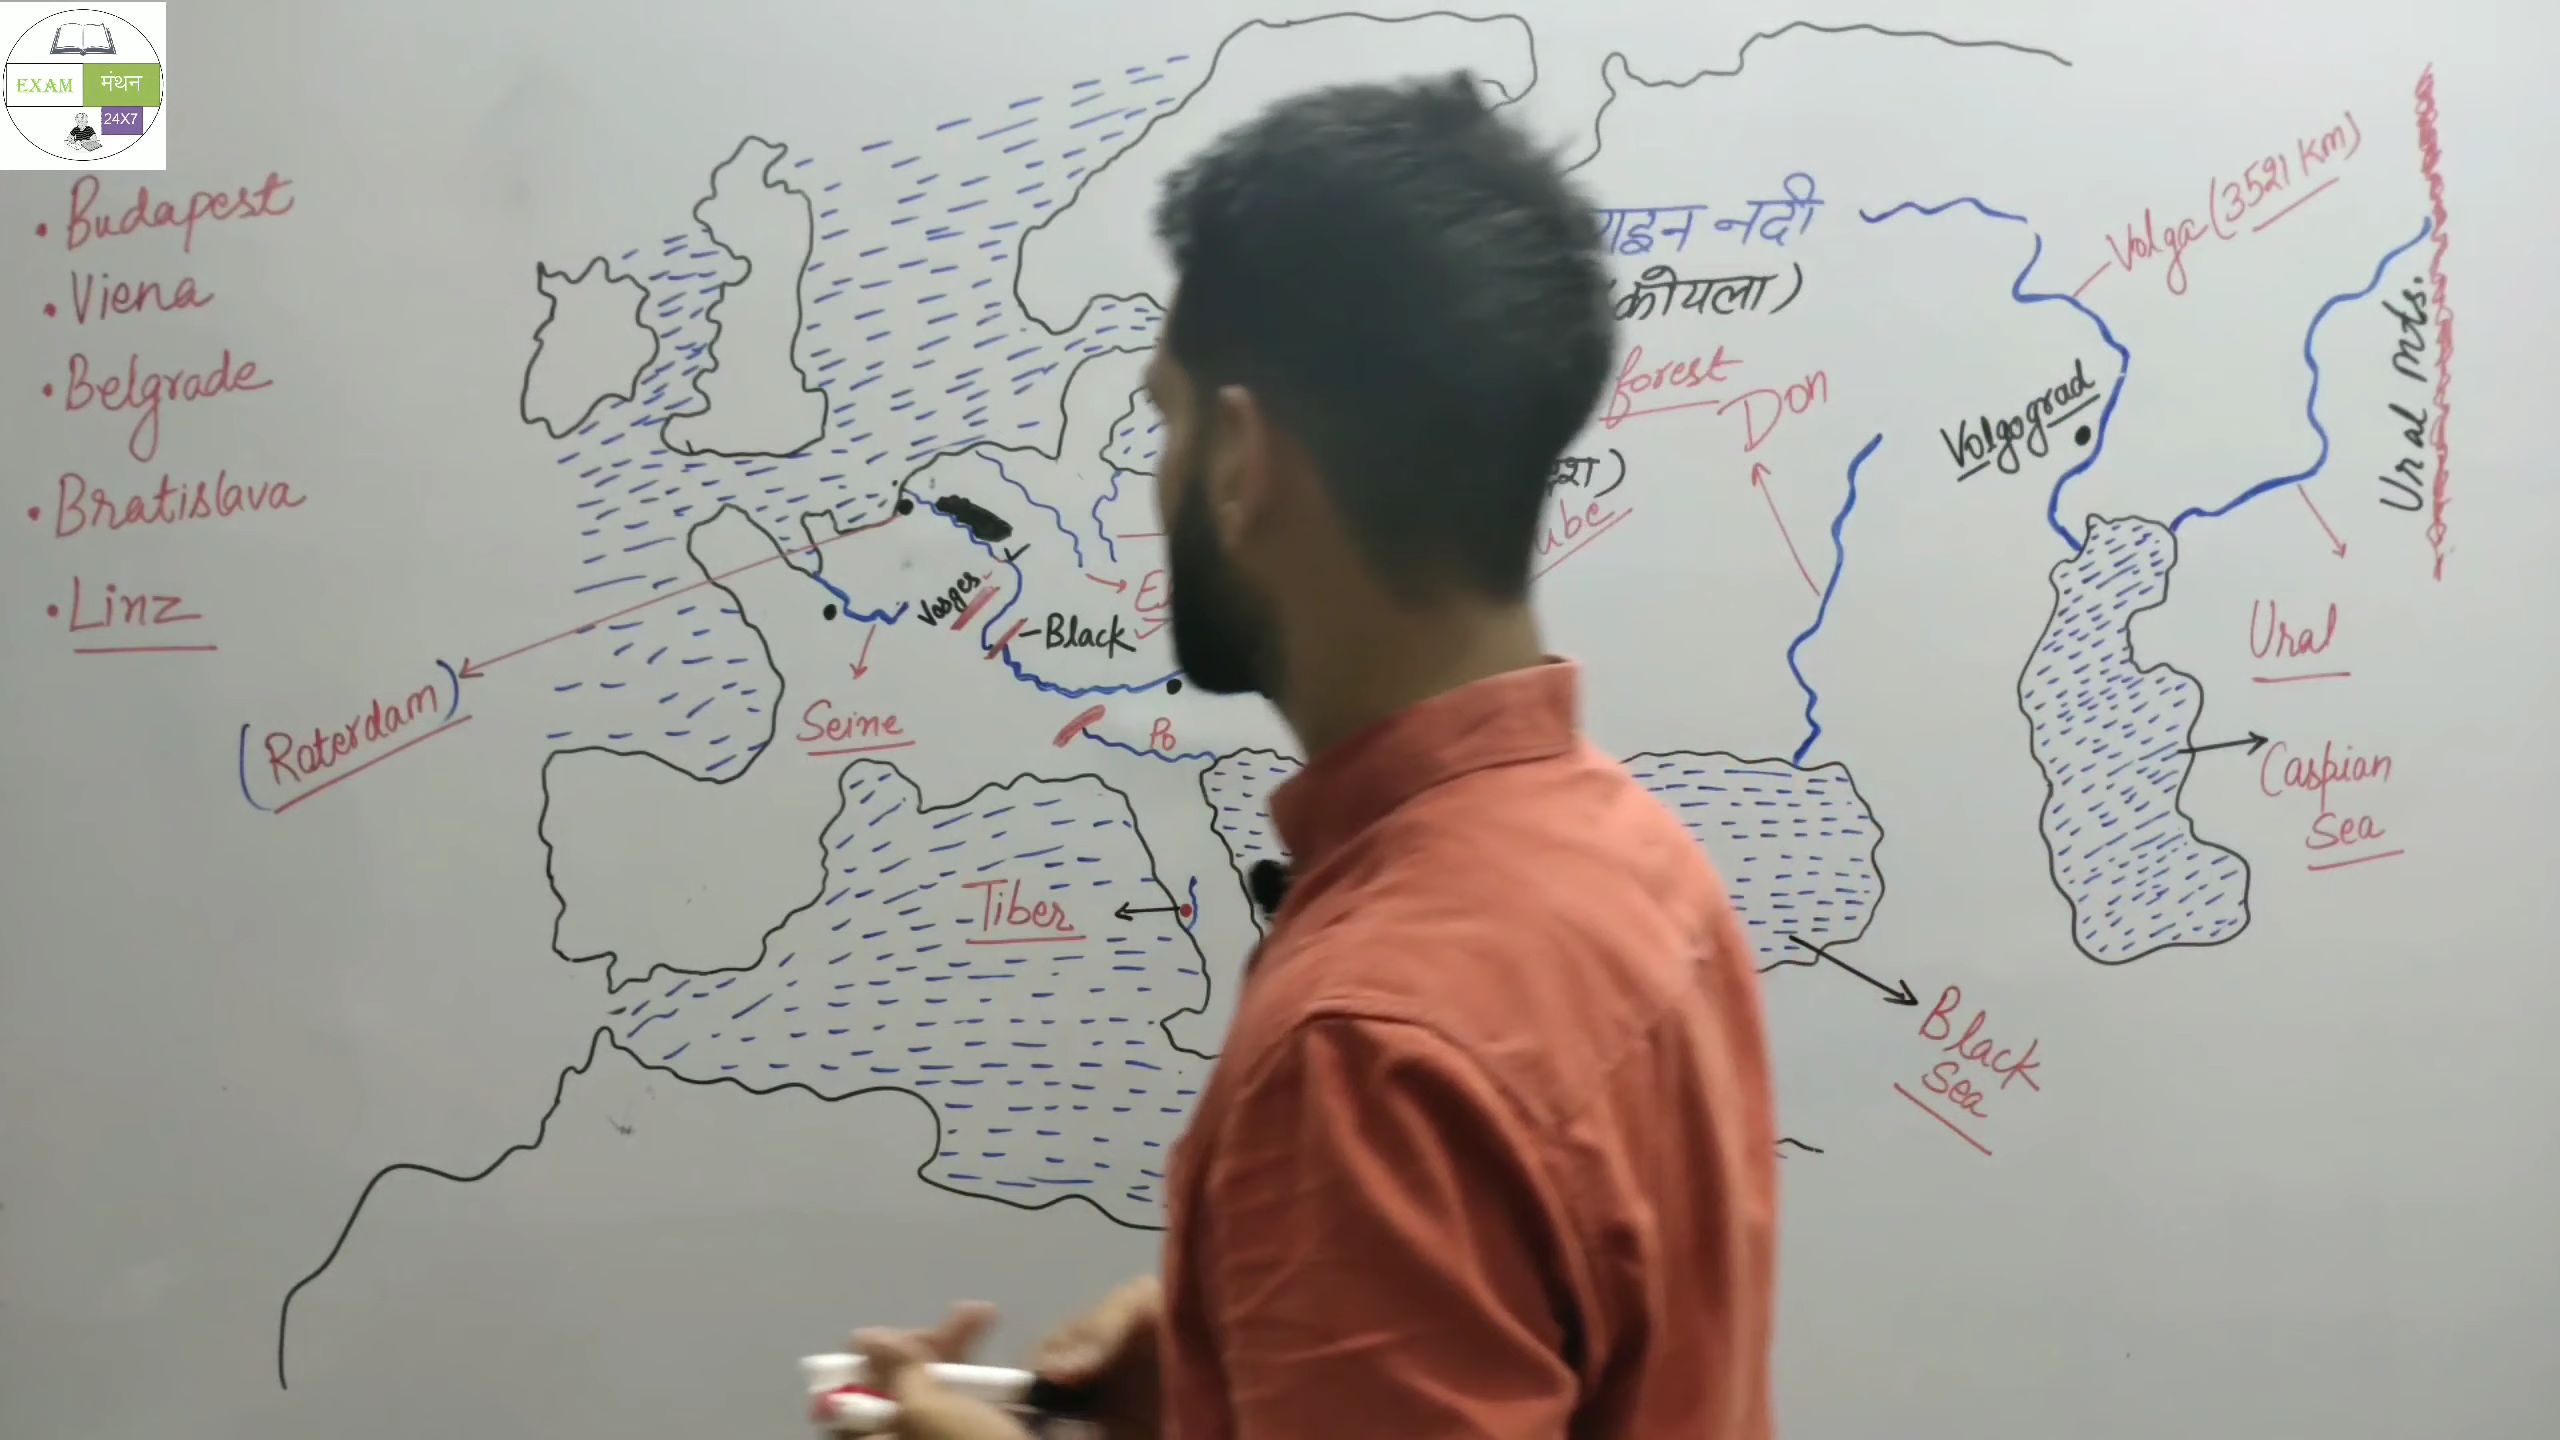 EXAM मंथन
24X7
• Budapest
• Viena
• Belgrade
• Bratislava
• Linz
(Roterdam)
Seine
Vosges
-Black
Po
Tiber
नदी
(कोयला)
forest
Don
Volga (3521 Km)
Volgograd
Ural mts.
Ural
Caspian
Sea
Black
Sea